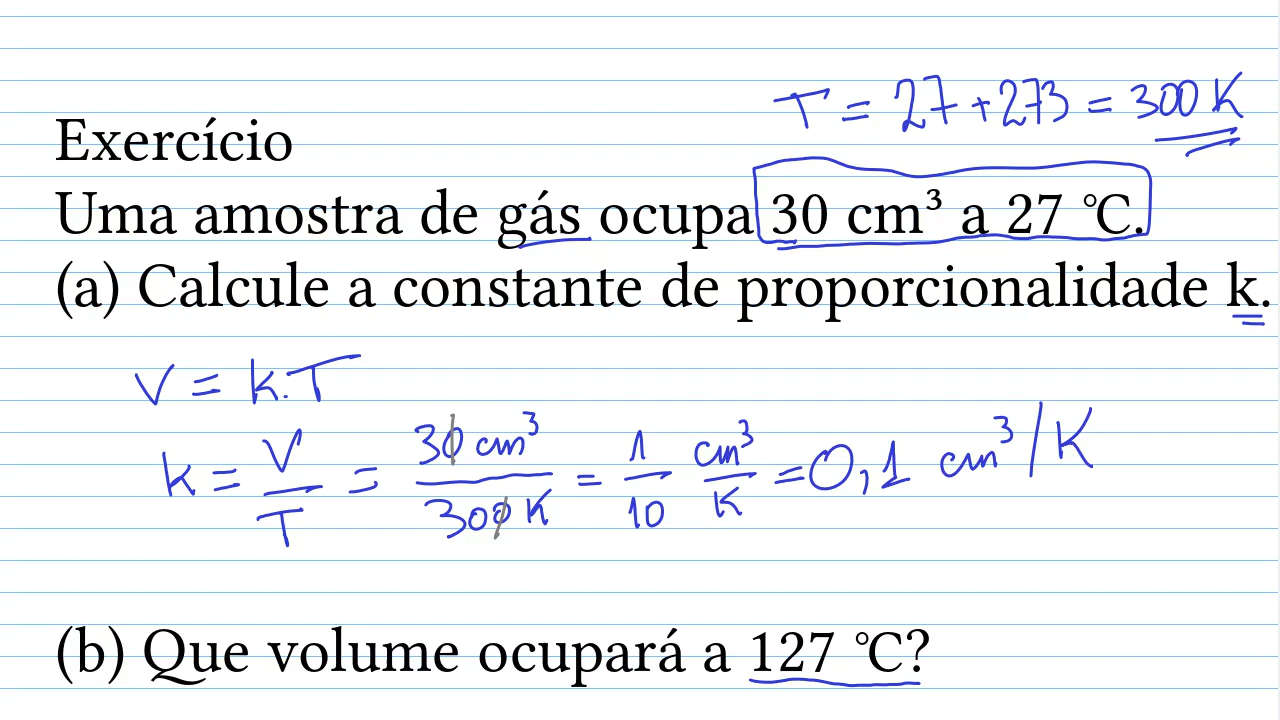 T = 27 + 273 = 300 K
Exercício
Uma amostra de gás ocupa 30 cm³ a 27 ℃.
(a) Calcule a constante de proporcionalidade k.
V = k.T
k = V/T = 30 cm³/300 K = 1/10 cm³/K = 0,1 cm³/K
(b) Que volume ocupará a 127 ℃?